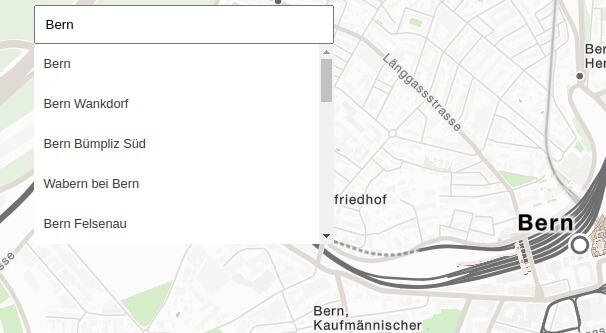 Bern
Bern
Bern Wankdorf
Bern Bümpliz Süd
Wabern bei Bern
Bern Felsenau
Länggassstrasse
friedhof
Bern
Bern,
Kaufmännischer